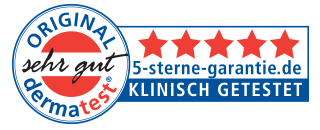 ORIGINAL
sehr gut
dermatest®
5-sterne-garantie.de
KLINISCH GETESTET